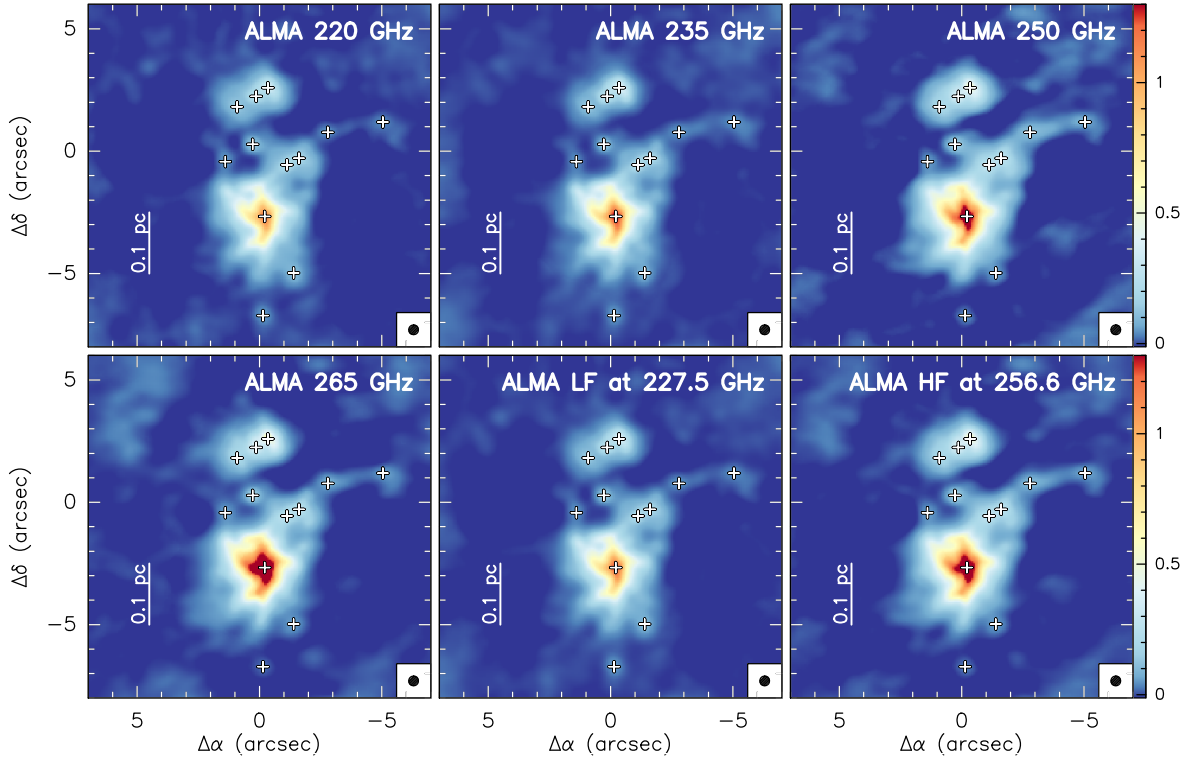 ALMA 220 GHz
ALMA 235 GHz
ALMA 250 GHz
5
0
−5
Δδ (arcsec)
0.1 pc
0.1 pc
0.1 pc
1
0.5
0
ALMA 265 GHz
ALMA LF at 227.5 GHz
ALMA HF at 256.6 GHz
5
0
−5
Δδ (arcsec)
0.1 pc
0.1 pc
0.1 pc
1
0.5
0
5 0 −5
5 0 −5
5 0 −5
Δα (arcsec)
Δα (arcsec)
Δα (arcsec)